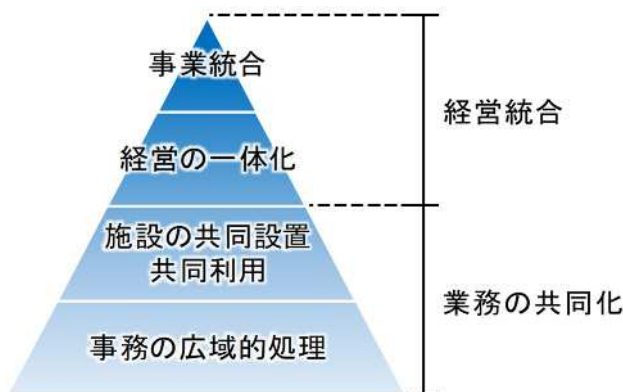 事業統合
経営の一体化
施設の共同設置
共同利用
事務の広域的処理
経営統合
業務の共同化